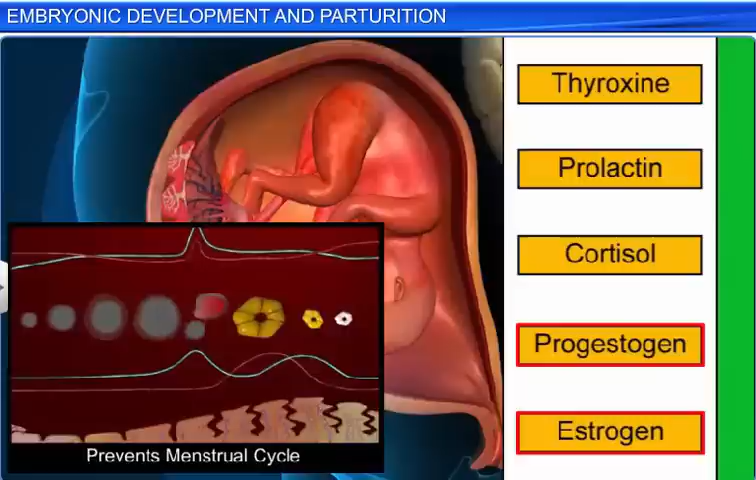 EMBRYONIC DEVELOPMENT AND PARTURITION
Thyroxine
Prolactin
Cortisol
Progestogen
Estrogen
Prevents Menstrual Cycle